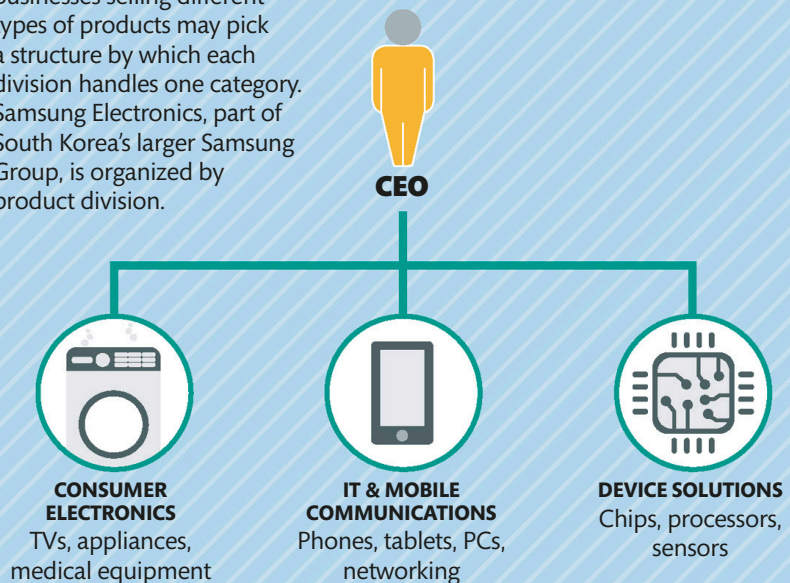 businesses selling different
types of products may pick
a structure by which each
division handles one category.
Samsung Electronics, part of
South Korea’s larger Samsung
Group, is organized by
product division.
CEO
CONSUMER
ELECTRONICS
TVs, appliances,
medical equipment
IT & MOBILE
COMMUNICATIONS
Phones, tablets, PCs,
networking
DEVICE SOLUTIONS
Chips, processors,
sensors